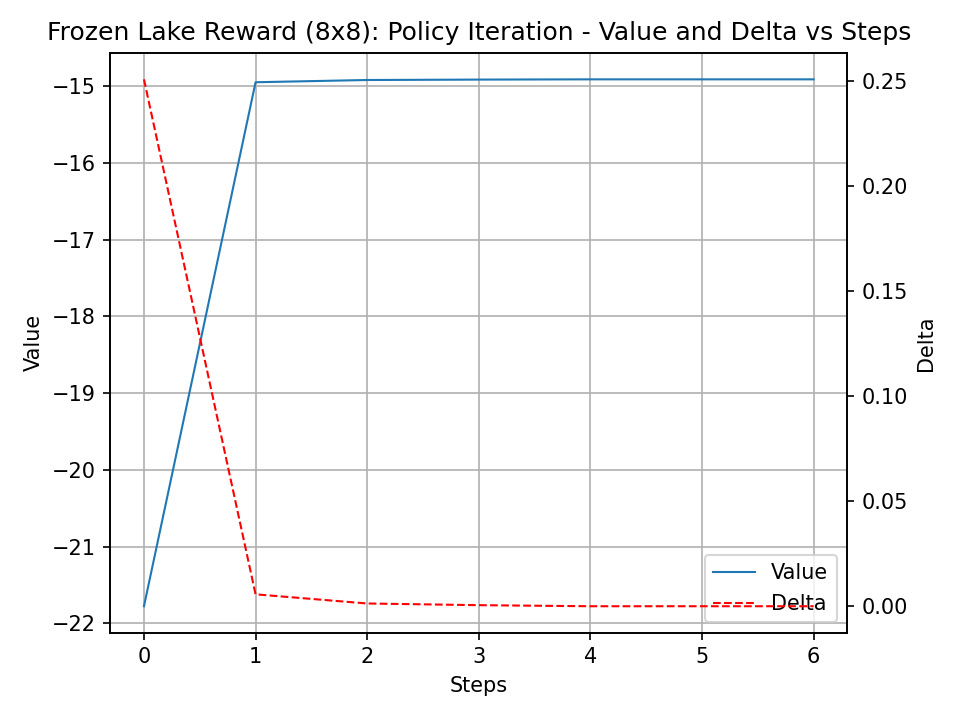 Frozen Lake Reward (8x8): Policy Iteration - Value and Delta vs Steps
−15
−16
−17
−18
−19
−20
−21
−22
Value
0.25
0.20
0.15
0.10
0.05
0.00
Delta
Value
Delta
0 1 2 3 4 5 6
Steps